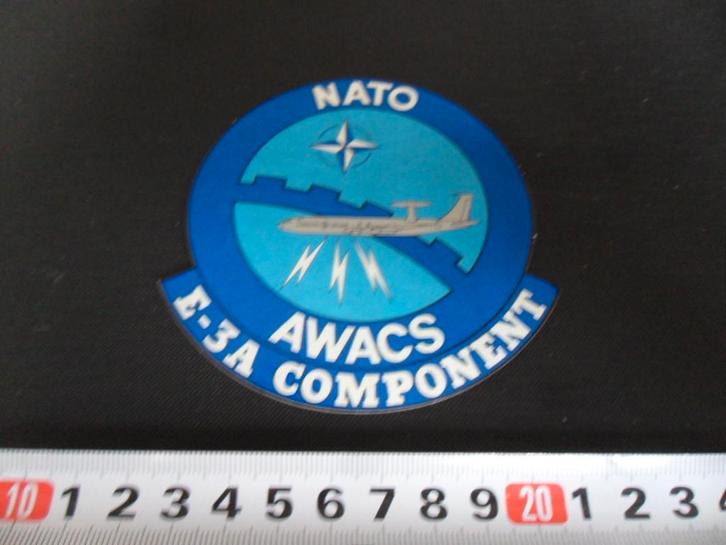 NATO
AWACS
E-3A COMPONENT
10 1 2 3 4 5 6 7 8 9 20 1 2 3